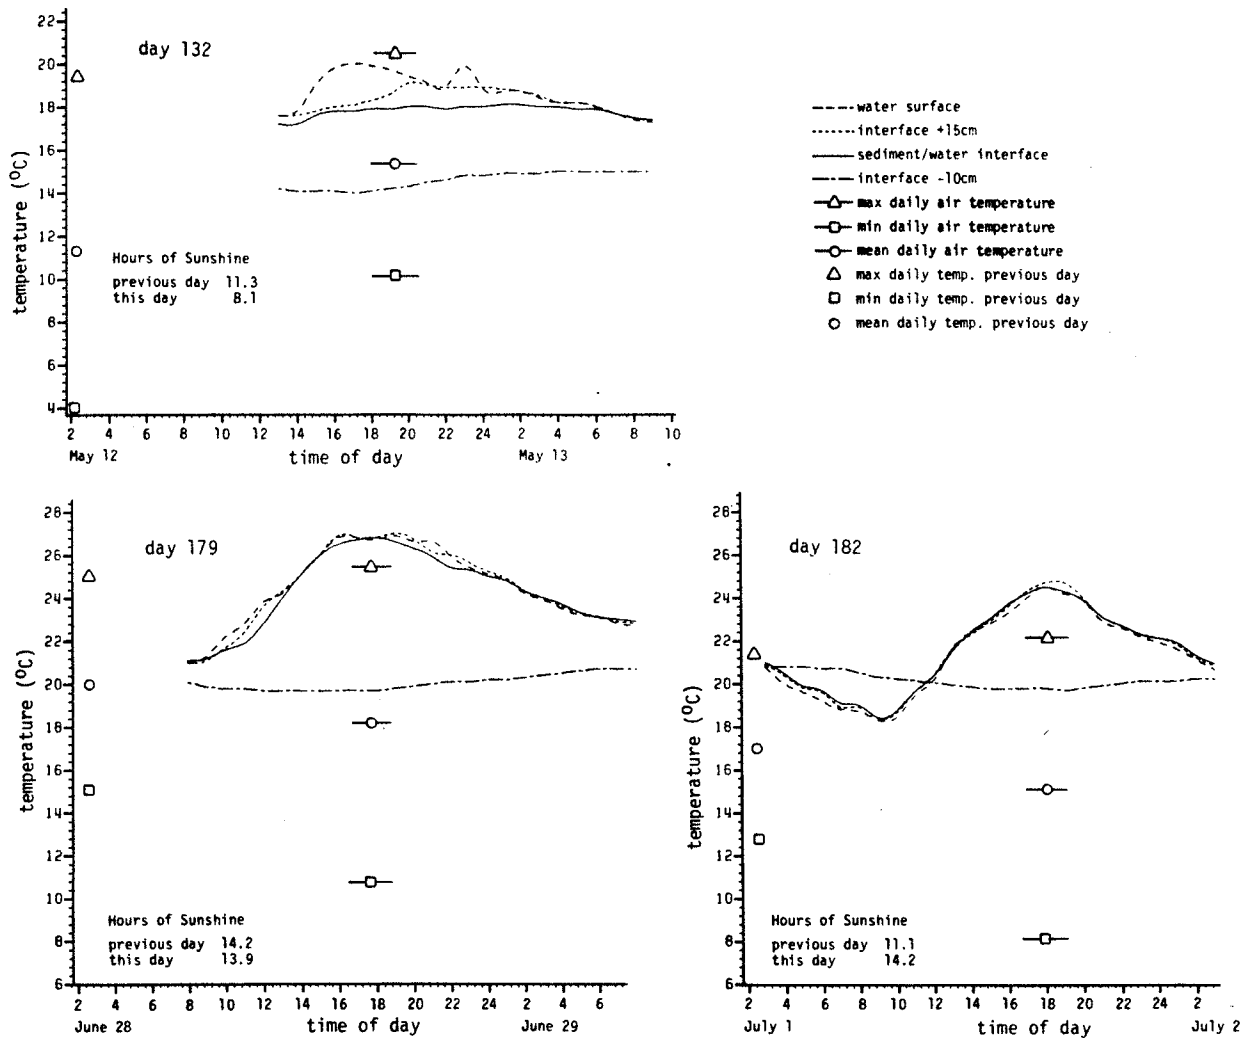 day 132
22
20
18
16
14
12
10
8
6
4
temperature (ºC)
Hours of Sunshine
previous day 11.3
this day 8.1
2 4 6 8 10 12 14 16 18 20 22 24 2 4 6 8 10
May 12 time of day May 13
water surface
interface +15cm
sediment/water interface
interface -10cm
max daily air temperature
min daily air temperature
mean daily air temperature
max daily temp. previous day
min daily temp. previous day
mean daily temp. previous day
day 179
28
26
24
22
20
18
16
14
12
10
8
6
temperature (ºC)
Hours of Sunshine
previous day 14.2
this day 13.9
2 4 6 8 10 12 14 16 18 20 22 24 2 4 6
June 28 time of day June 29
day 182
28
26
24
22
20
18
16
14
12
10
8
6
temperature (ºC)
Hours of Sunshine
previous day 11.1
this day 14.2
2 4 6 8 10 12 14 16 18 20 22 24 2
July 1 time of day July 2